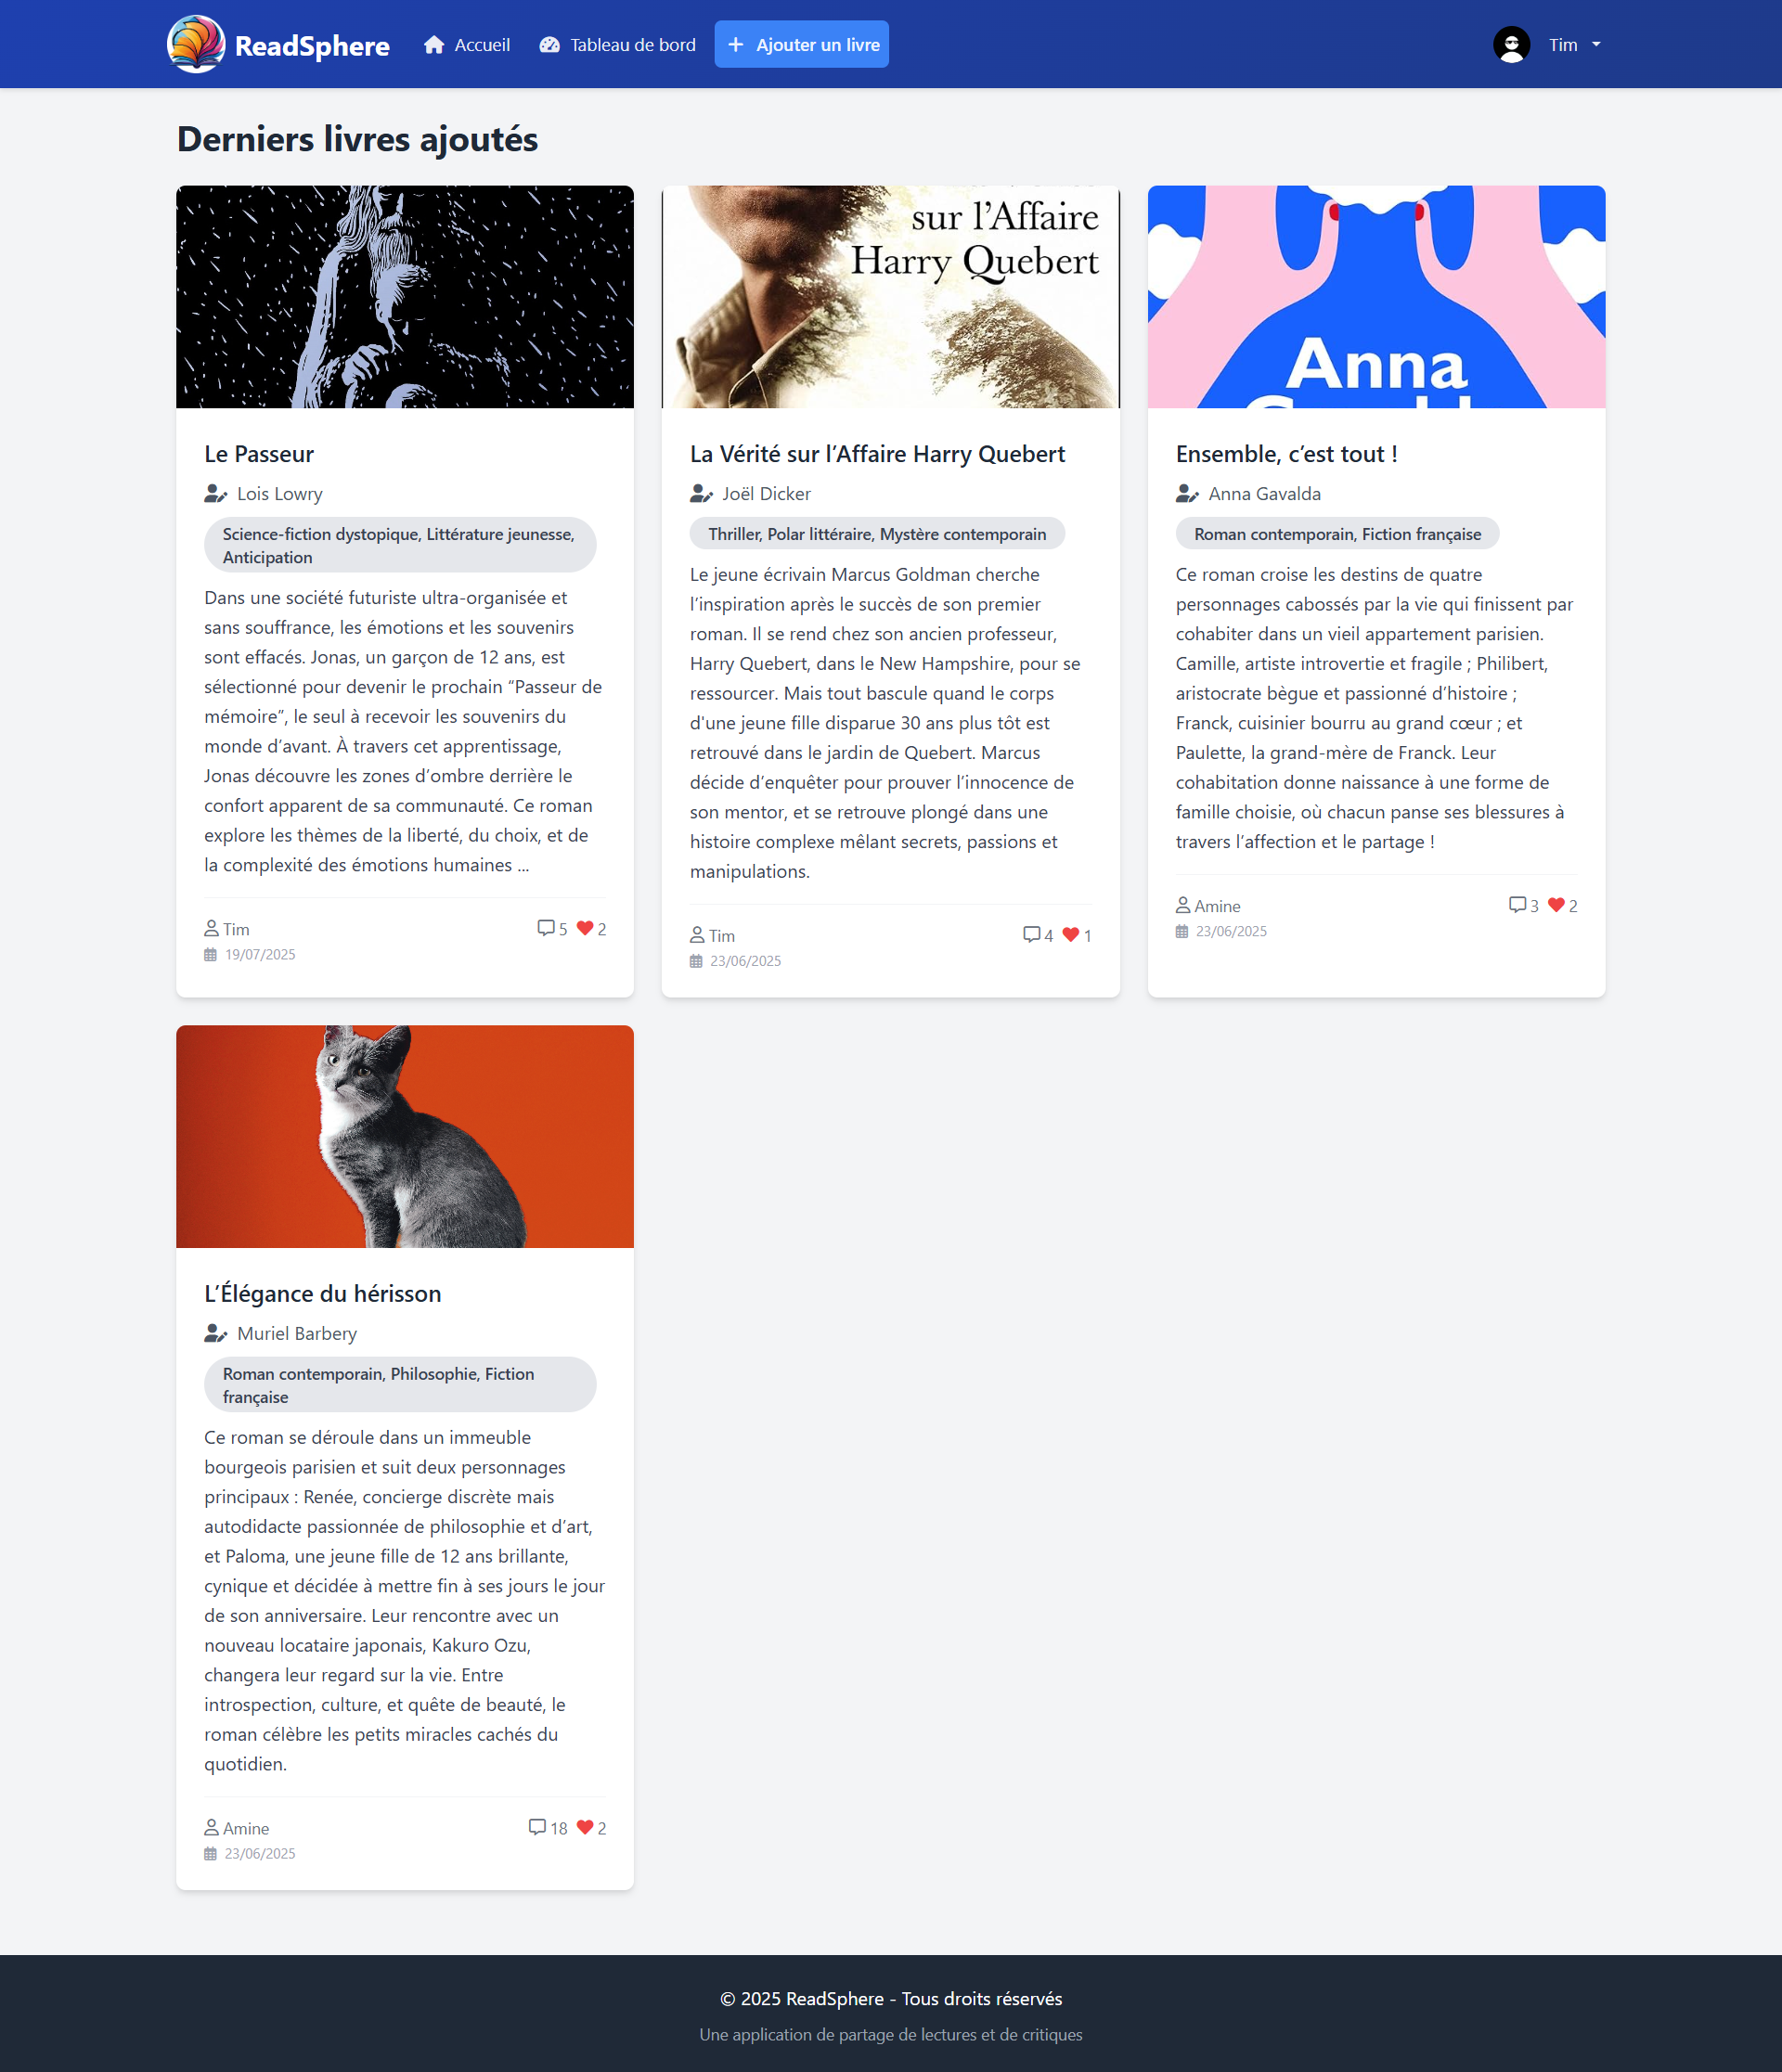 ReadSphere
Accueil
Tableau de bord
Ajouter un livre
Tim
Derniers livres ajoutés
Le Passeur
Lois Lowry
Science-fiction dystopique, Littérature jeunesse,
Anticipation
Dans une société futuriste ultra-organisée et
sans souffrance, les émotions et les souvenirs
sont effacés. Jonas, un garçon de 12 ans, est
sélectionné pour devenir le prochain “Passeur de
mémoire”, le seul à recevoir les souvenirs du
monde d’avant. À travers cet apprentissage,
Jonas découvre les zones d’ombre derrière le
confort apparent de sa communauté. Ce roman
explore les thèmes de la liberté, du choix, et de
la complexité des émotions humaines ...
Tim 5 2
19/07/2025
sur l’Affaire
Harry Quebert
La Vérité sur l’Affaire Harry Quebert
Joël Dicker
Thriller, Polar littéraire, Mystère contemporain
Le jeune écrivain Marcus Goldman cherche
l’inspiration après le succès de son premier
roman. Il se rend chez son ancien professeur,
Harry Quebert, dans le New Hampshire, pour se
ressourcer. Mais tout bascule quand le corps
d'une jeune fille disparue 30 ans plus tôt est
retrouvé dans le jardin de Quebert. Marcus
décide d’enquêter pour prouver l’innocence de
son mentor, et se retrouve plongé dans une
histoire complexe mêlant secrets, passions et
manipulations.
Tim 4 1
23/06/2025
Anna
Ensemble, c’est tout !
Anna Gavalda
Roman contemporain, Fiction française
Ce roman croise les destins de quatre
personnages cabossés par la vie qui finissent par
cohabiter dans un vieil appartement parisien.
Camille, artiste introvertie et fragile ; Philibert,
aristocrate bègue et passionné d’histoire ;
Franck, cuisinier bourru au grand cœur ; et
Paulette, la grand-mère de Franck. Leur
cohabitation donne naissance à une forme de
famille choisie, où chacun panse ses blessures à
travers l’affection et le partage !
Amine 3 2
23/06/2025
L’Élégance du hérisson
Muriel Barbery
Roman contemporain, Philosophie, Fiction
française
Ce roman se déroule dans un immeuble
bourgeois parisien et suit deux personnages
principaux : Renée, concierge discrète mais
autodidacte passionnée de philosophie et d’art,
et Paloma, une jeune fille de 12 ans brillante,
cynique et décidée à mettre fin à ses jours le jour
de son anniversaire. Leur rencontre avec un
nouveau locataire japonais, Kakuro Ozu,
changera leur regard sur la vie. Entre
introspection, culture, et quête de beauté, le
roman célèbre les petits miracles cachés du
quotidien.
Amine 18 2
23/06/2025
© 2025 ReadSphere - Tous droits réservés
Une application de partage de lectures et de critiques